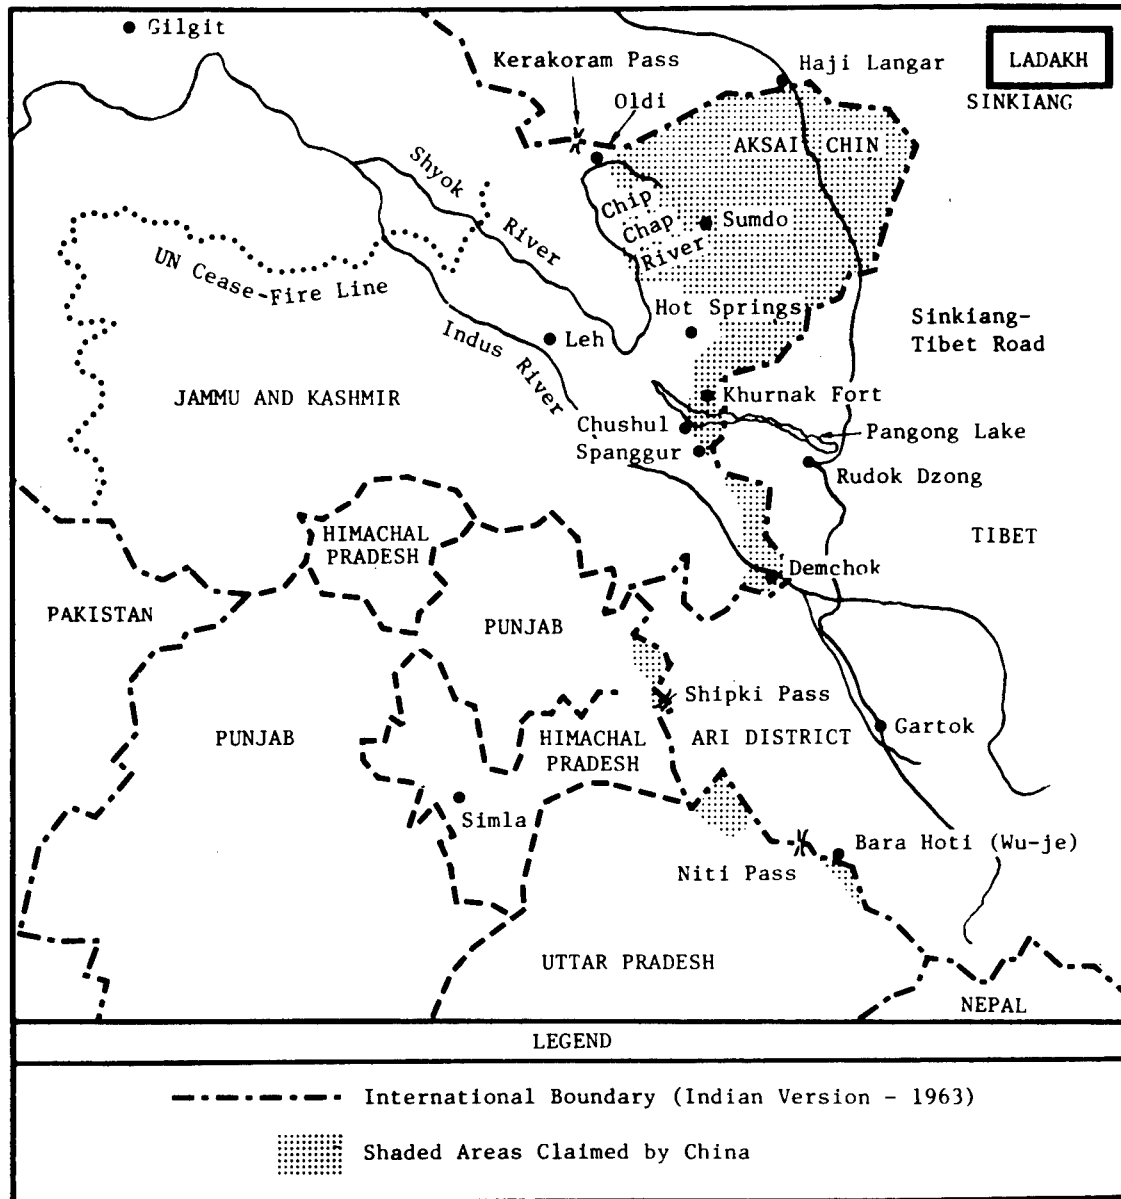 Gilgit
Kerakoram Pass
Oldi
Haji Langar
LADAKH
SINKIANG
AKSAI CHIN
Shyok
River
Chip
Chap
River
Sumdo
UN Cease-Fire Line
Hot Springs
Sinkiang-
Tibet Road
Indus
River
Leh
JAMMU AND KASHMIR
Khurnak Fort
Chushul
Pangong Lake
Spanggur
Rudok Dzong
HIMACHAL
PRADESH
TIBET
Demchok
PAKISTAN
PUNJAB
Shipki Pass
PUNJAB
HIMACHAL
PRADESH
ARI DISTRICT
Gartok
Simla
Bara Hoti (Wu-je)
Niti Pass
UTTAR PRADESH
NEPAL
LEGEND
International Boundary (Indian Version - 1963)
Shaded Areas Claimed by China